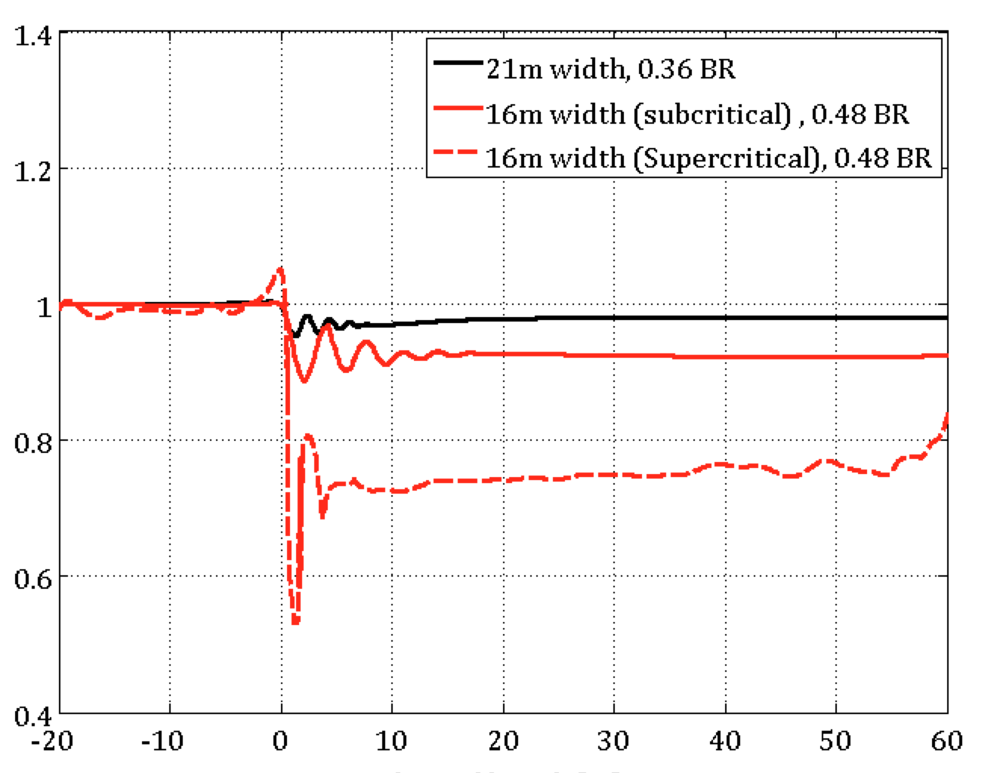 1.4
21m width, 0.36 BR
16m width (subcritical) , 0.48 BR
16m width (Supercritical), 0.48 BR
1.2
1
0.8
0.6
0.4
-20 -10 0 10 20 30 40 50 60